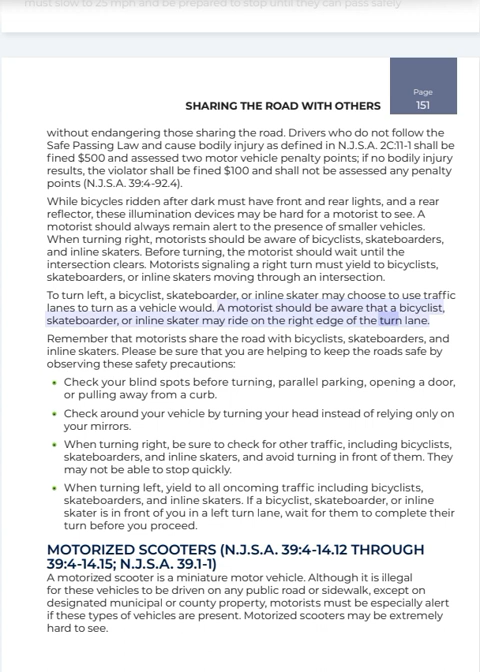 must slow to 25 mph and be prepared to stop until they can pass safely
Page
SHARING THE ROAD WITH OTHERS 151
without endangering those sharing the road. Drivers who do not follow the
Safe Passing Law and cause bodily injury as defined in N.J.S.A. 2C:11-1 shall be
fined $500 and assessed two motor vehicle penalty points; if no bodily injury
results, the violator shall be fined $100 and shall not be assessed any penalty
points (N.J.S.A. 39:4-92.4).
While bicycles ridden after dark must have front and rear lights, and a rear
reflector, these illumination devices may be hard for a motorist to see. A
motorist should always remain alert to the presence of smaller vehicles.
When turning right, motorists should be aware of bicyclists, skateboarders,
and inline skaters. Before turning, the motorist should wait until the
intersection clears. Motorists signaling a right turn must yield to bicyclists,
skateboarders, or inline skaters moving through an intersection.
To turn left, a bicyclist, skateboarder, or inline skater may choose to use traffic
lanes to turn as a vehicle would. A motorist should be aware that a bicyclist,
skateboarder, or inline skater may ride on the right edge of the turn lane.
Remember that motorists share the road with bicyclists, skateboarders, and
inline skaters. Please be sure that you are helping to keep the roads safe by
observing these safety precautions:
• Check your blind spots before turning, parallel parking, opening a door,
or pulling away from a curb.
• Check around your vehicle by turning your head instead of relying only on
your mirrors.
• When turning right, be sure to check for other traffic, including bicyclists,
skateboarders, and inline skaters, and avoid turning in front of them. They
may not be able to stop quickly.
• When turning left, yield to all oncoming traffic including bicyclists,
skateboarders, and inline skaters. If a bicyclist, skateboarder, or inline
skater is in front of you in a left turn lane, wait for them to complete their
turn before you proceed.
MOTORIZED SCOOTERS (N.J.S.A. 39:4-14.12 THROUGH
39:4-14.15; N.J.S.A. 39.1-1)
A motorized scooter is a miniature motor vehicle. Although it is illegal
for these vehicles to be driven on any public road or sidewalk, except on
designated municipal or county property, motorists must be especially alert
if these types of vehicles are present. Motorized scooters may be extremely
hard to see.